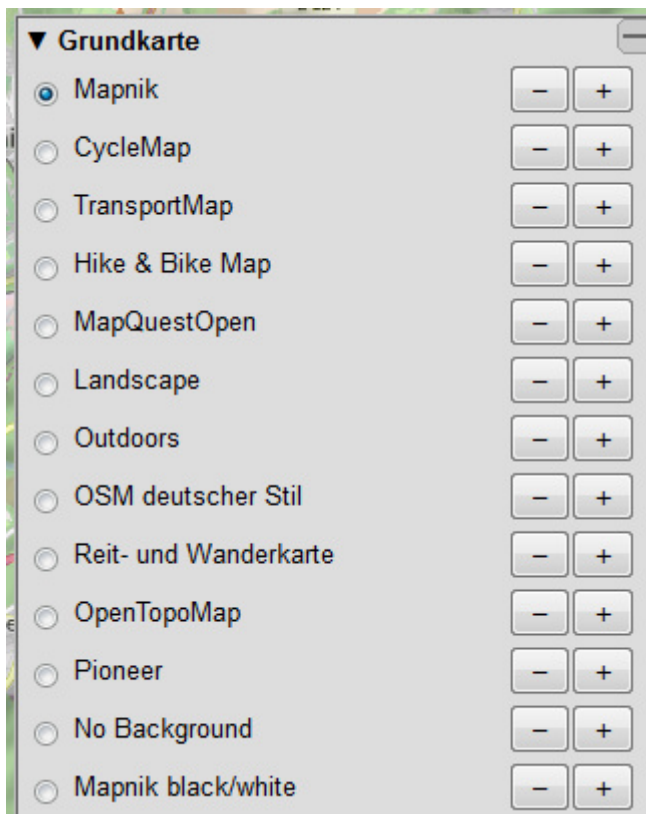 ▼ Grundkarte
Mapnik - +
CycleMap - +
TransportMap - +
Hike & Bike Map - +
MapQuestOpen - +
Landscape - +
Outdoors - +
OSM deutscher Stil - +
Reit- und Wanderkarte - +
OpenTopoMap - +
Pioneer - +
No Background - +
Mapnik black/white - +